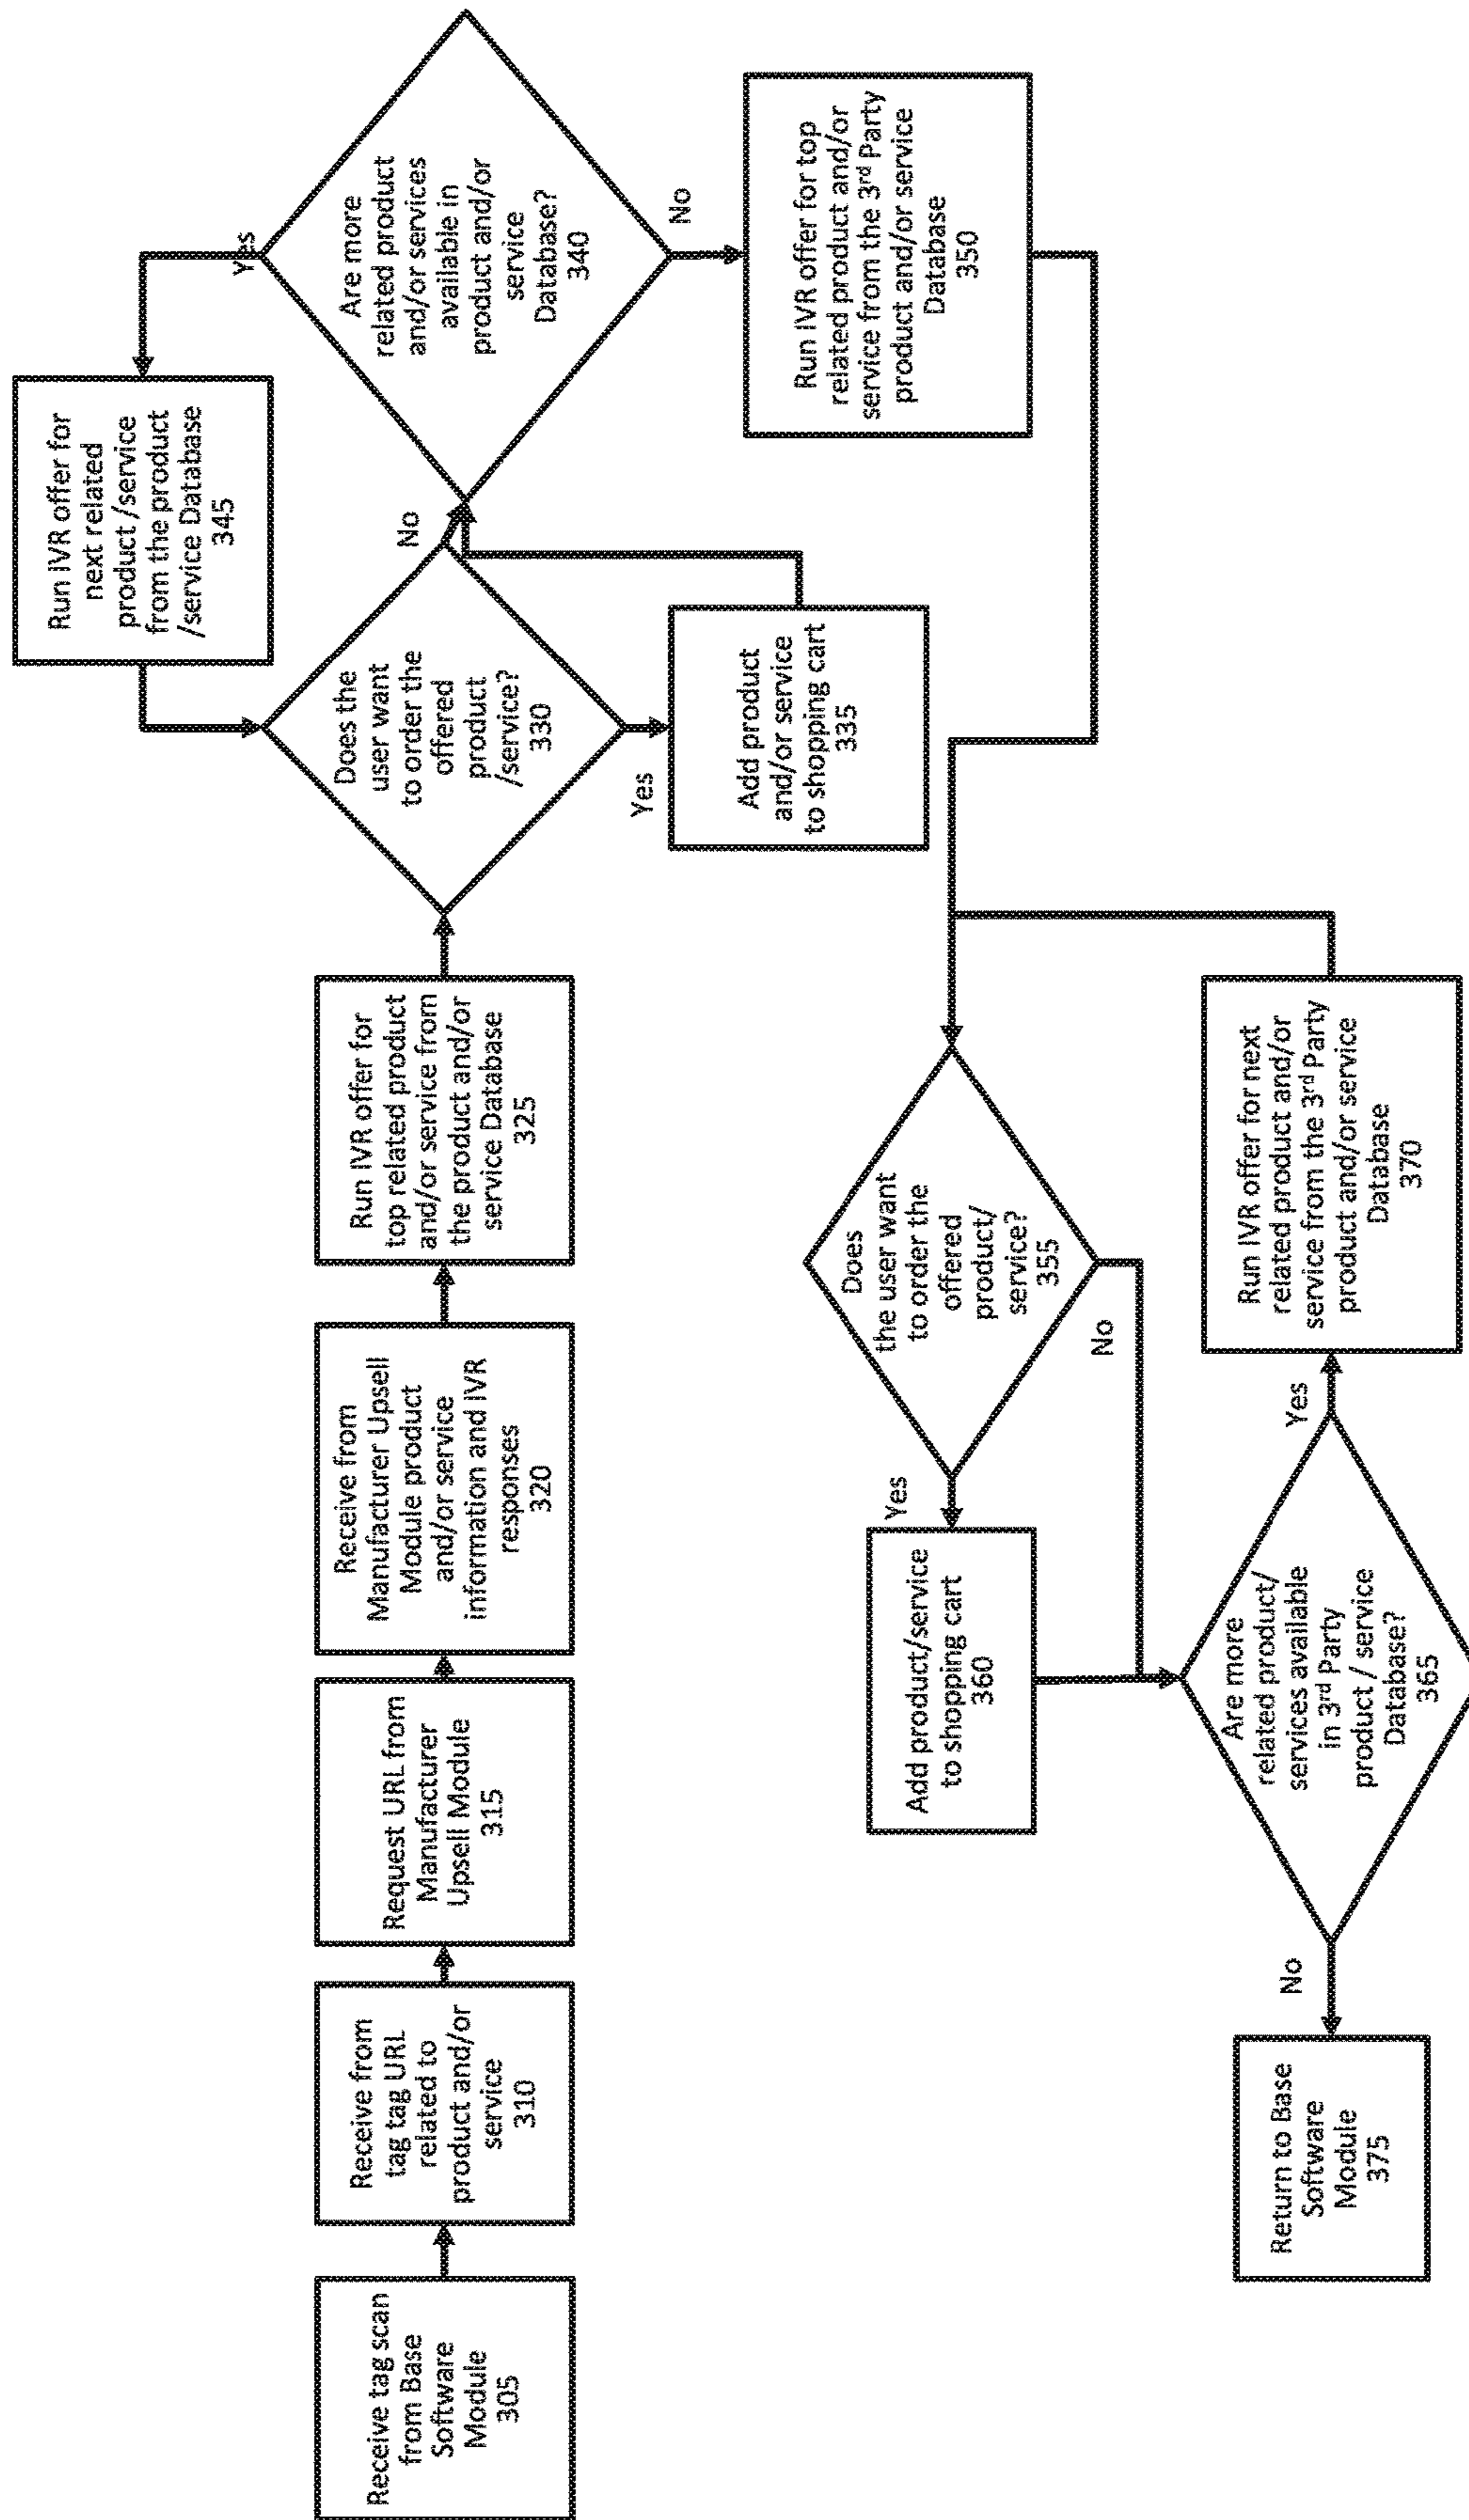 Receive tag scan
from Base
Software
Module
305
Receive from
tag tag URL
related to
product and/or
service
310
Request URL from
Manufacturer
Upsell Module
315
Receive from
Manufacturer Upsell
Module product
and/or service
information and IVR
responses
320
Run IVR offer for
top related product
and/or service from
the product and/or
service Database
325
Does the
user want
to order the
offered
product
/service?
330
Yes
No
Add product
and/or service
to shopping cart
335
Run IVR offer for
next related
product /service
from the product
/service Database
345
Are more
related product
and/or services
available in
product and/or
service
Database?
340
Yes
No
Run IVR offer for top
related product and/or
service from the 3rd Party
product and/or service
Database
350
Does
the user want
to order the
offered
product/
service?
355
Yes
No
Add product/service
to shopping cart
360
Are more
related product/
services available
in 3rd Party
product / service
Database?
365
Yes
No
Run IVR offer for next
related product and/or
service from the 3rd Party
product and/or service
Database
370
Return to Base
Software
Module
375